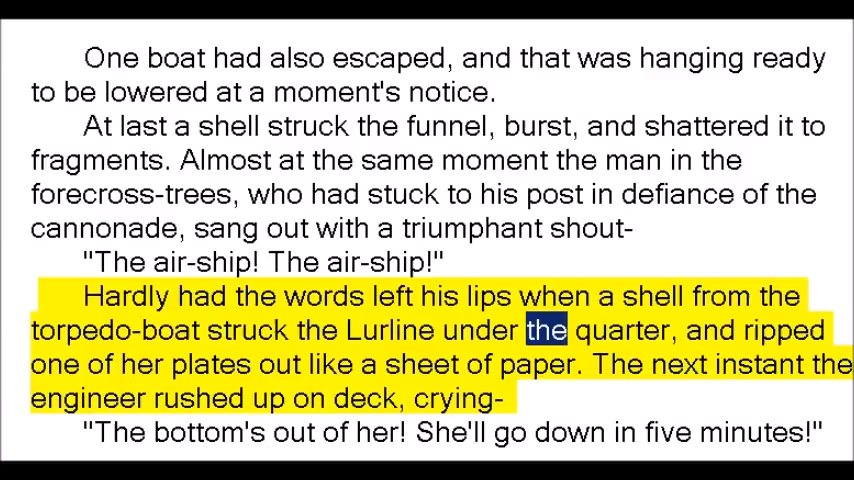 One boat had also escaped, and that was hanging ready
to be lowered at a moment's notice.
At last a shell struck the funnel, burst, and shattered it to
fragments. Almost at the same moment the man in the
forecross-trees, who had stuck to his post in defiance of the
cannonade, sang out with a triumphant shout-
"The air-ship! The air-ship!"
Hardly had the words left his lips when a shell from the
torpedo-boat struck the Lurline under the quarter, and ripped
one of her plates out like a sheet of paper. The next instant the
engineer rushed up on deck, crying-
"The bottom's out of her! She'll go down in five minutes!"